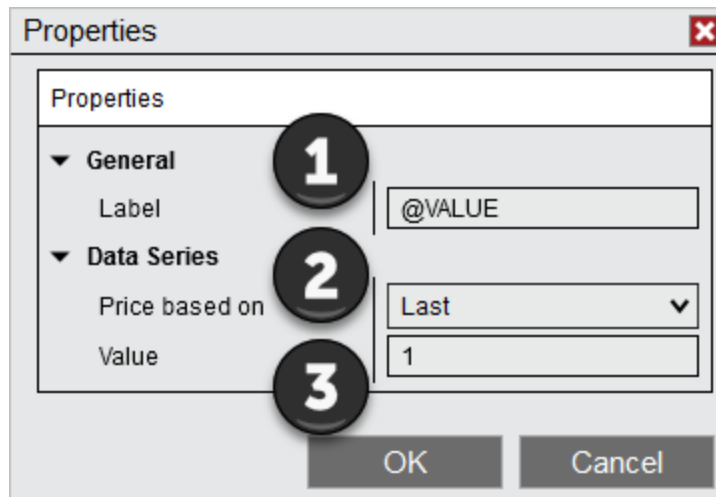 Properties
Properties
General
1
Label @VALUE
Data Series
2
Price based on Last
Value 1
3
OK Cancel